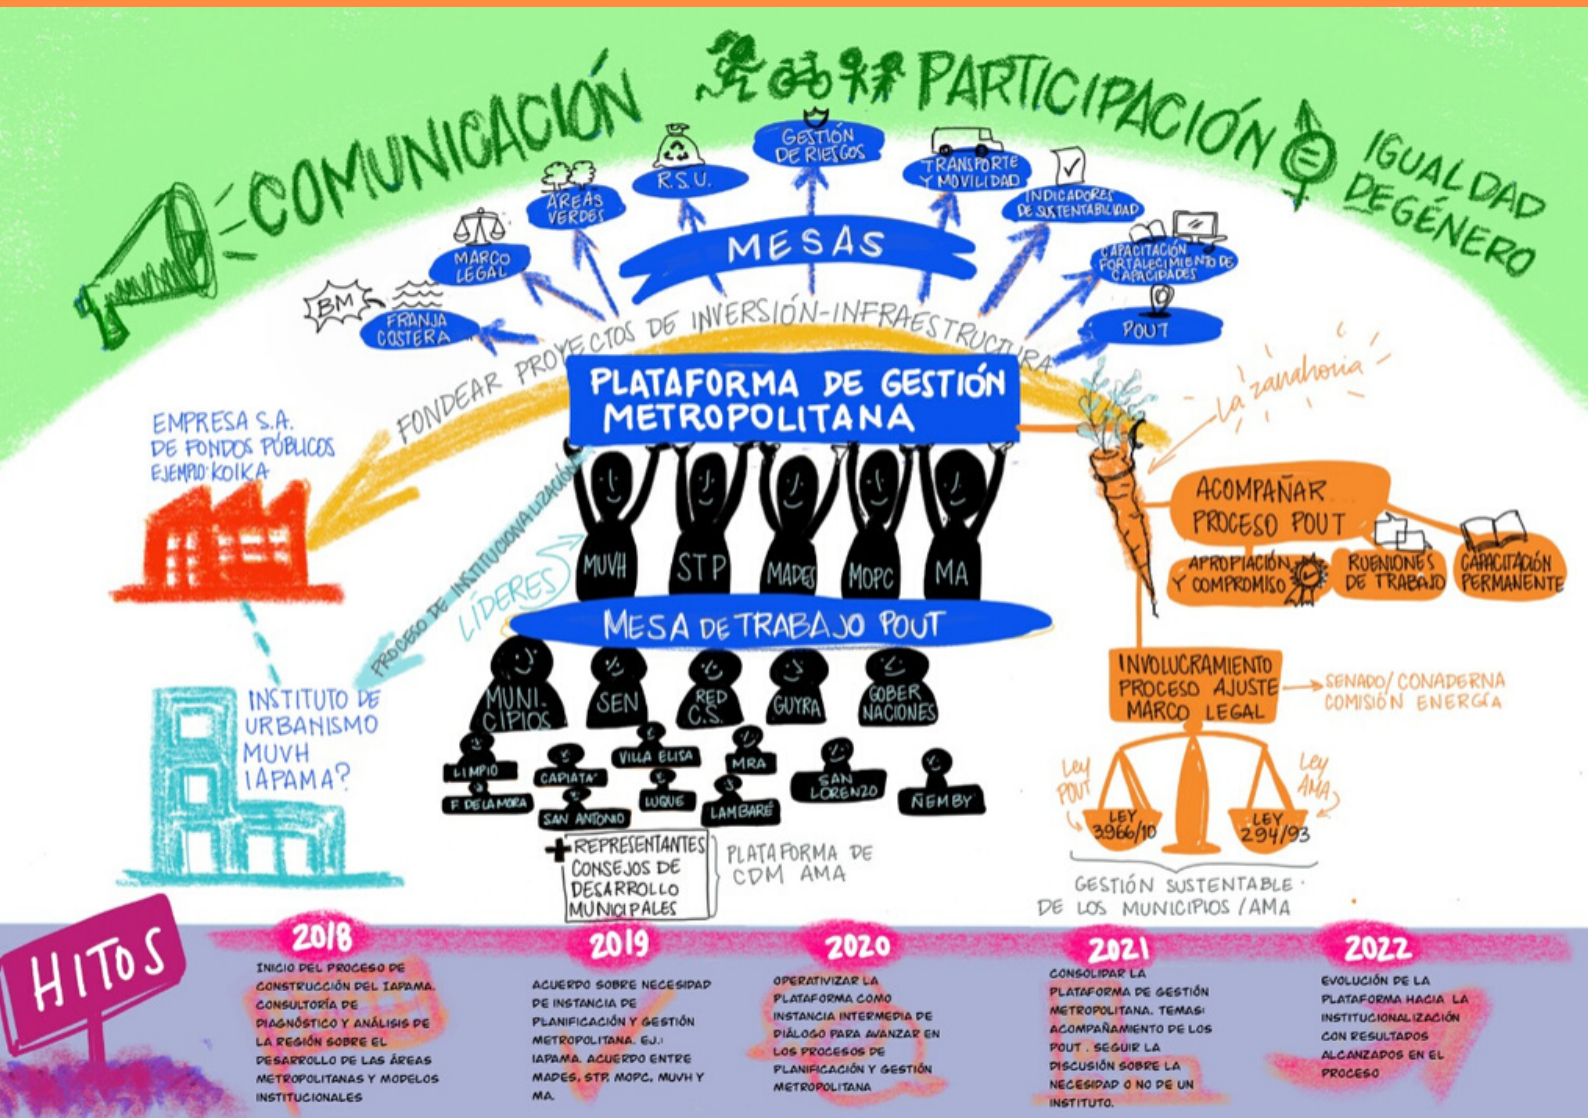 COMUNICACIÓN
PARTICIPACIÓN
IGUALDAD
DE GÉNERO
BM
FRANJA
COSTERA
MARCO
LEGAL
ÁREAS
VERDES
R.S.U.
GESTIÓN
DE RIESGOS
TRANSPORTE
Y MOVILIDAD
INDICADORES
DE SUSTENTABILIDAD
CAPACITACIÓN
FORTALECIMIENTO DE
CAPACIDADES
POUT
MESAS
FONDEAR PROYECTOS DE INVERSIÓN-INFRAESTRUCTURA
PLATAFORMA DE GESTIÓN
METROPOLITANA
La zanahoria
EMPRESA S.A.
DE FONDOS PÚBLICOS
EJEMPLO: KOIKA
PROCESO DE INSTITUCIONALIZACIÓN
LÍDERES
MUVH
STP
MADES
MOPC
MA
MESA DE TRABAJO POUT
MUNI-
CIPIOS
SEN
RED
C.S.
GUYRA
GOBER
NACIONES
LIMPIO
CAPIATA'
VILLA ELISA
MRA
SAN
LORENZO
ÑEMBY
F. DE LA MORA
SAN ANTONIO
LUQUE
LAMBARÉ
+ REPRESENTANTES
CONSEJOS DE
DESARROLLO
MUNICIPALES
PLATAFORMA DE
CDM AMA
INSTITUTO DE
URBANISMO
MUVH
IAPAMA?
ACOMPAÑAR
PROCESO POUT
APROPIACIÓN
Y COMPROMISO
RUENIONES
DE TRABAJO
CAPACITACIÓN
PERMANENTE
INVOLUCRAMIENTO
PROCESO AJUSTE
MARCO LEGAL
SENADO/CONADERNA
COMISIÓN ENERGÍA
Ley
POUT
Ley
AMA
LEY
3966/10
LEY
294/93
GESTIÓN SUSTENTABLE
DE LOS MUNICIPIOS/AMA
HITOS
2018
INICIO DEL PROCESO DE
CONSTRUCCIÓN DEL IAPAMA.
CONSULTORÍA DE
DIAGNÓSTICO Y ANÁLISIS DE
LA REGIÓN SOBRE EL
DESARROLLO DE LAS ÁREAS
METROPOLITANAS Y MODELOS
INSTITUCIONALES
2019
ACUERDO SOBRE NECESIDAD
DE INSTANCIA DE
PLANIFICACIÓN Y GESTIÓN
METROPOLITANA. EJ.:
IAPAMA. ACUERDO ENTRE
MADES, STP, MOPC, MUVH Y
MA.
2020
OPERATIVIZAR LA
PLATAFORMA COMO
INSTANCIA INTERMEDIA DE
DIÁLOGO PARA AVANZAR EN
LOS PROCESOS DE
PLANIFICACIÓN Y GESTIÓN
METROPOLITANA
2021
CONSOLIDAR LA
PLATAFORMA DE GESTIÓN
METROPOLITANA. TEMAS:
ACOMPAÑAMIENTO DE LOS
POUT. SEGUIR LA
DISCUSIÓN SOBRE LA
NECESIDAD O NO DE UN
INSTITUTO.
2022
EVOLUCIÓN DE LA
PLATAFORMA HACIA LA
INSTITUCIONALIZACIÓN
CON RESULTADOS
ALCANZADOS EN EL
PROCESO